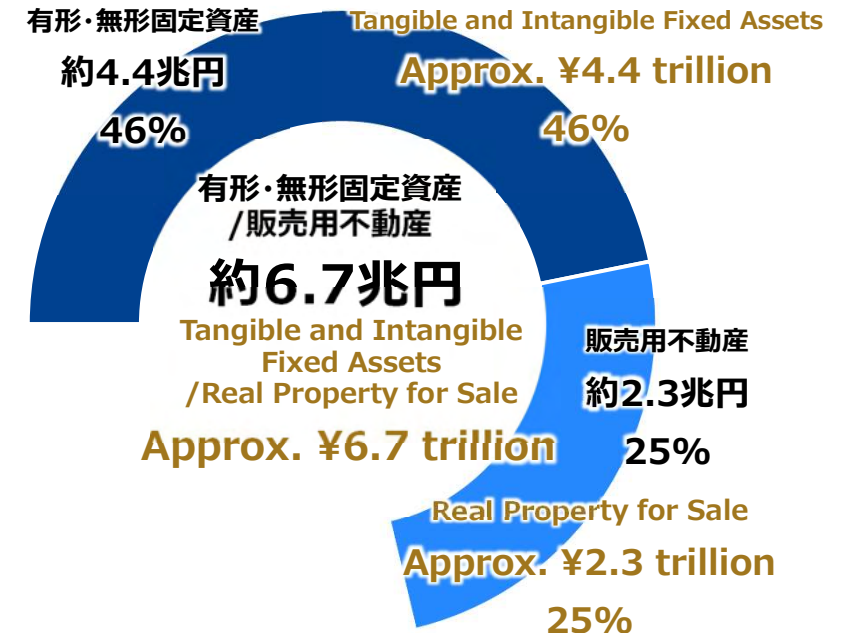 有形・無形固定資産
約4.4兆円
46%
Tangible and Intangible Fixed Assets
Approx. ¥4.4 trillion
46%
有形・無形固定資産
/販売用不動産
約6.7兆円
Tangible and Intangible
Fixed Assets
/Real Property for Sale
Approx. ¥6.7 trillion
販売用不動産
約2.3兆円
25%
Real Property for Sale
Approx. ¥2.3 trillion
25%